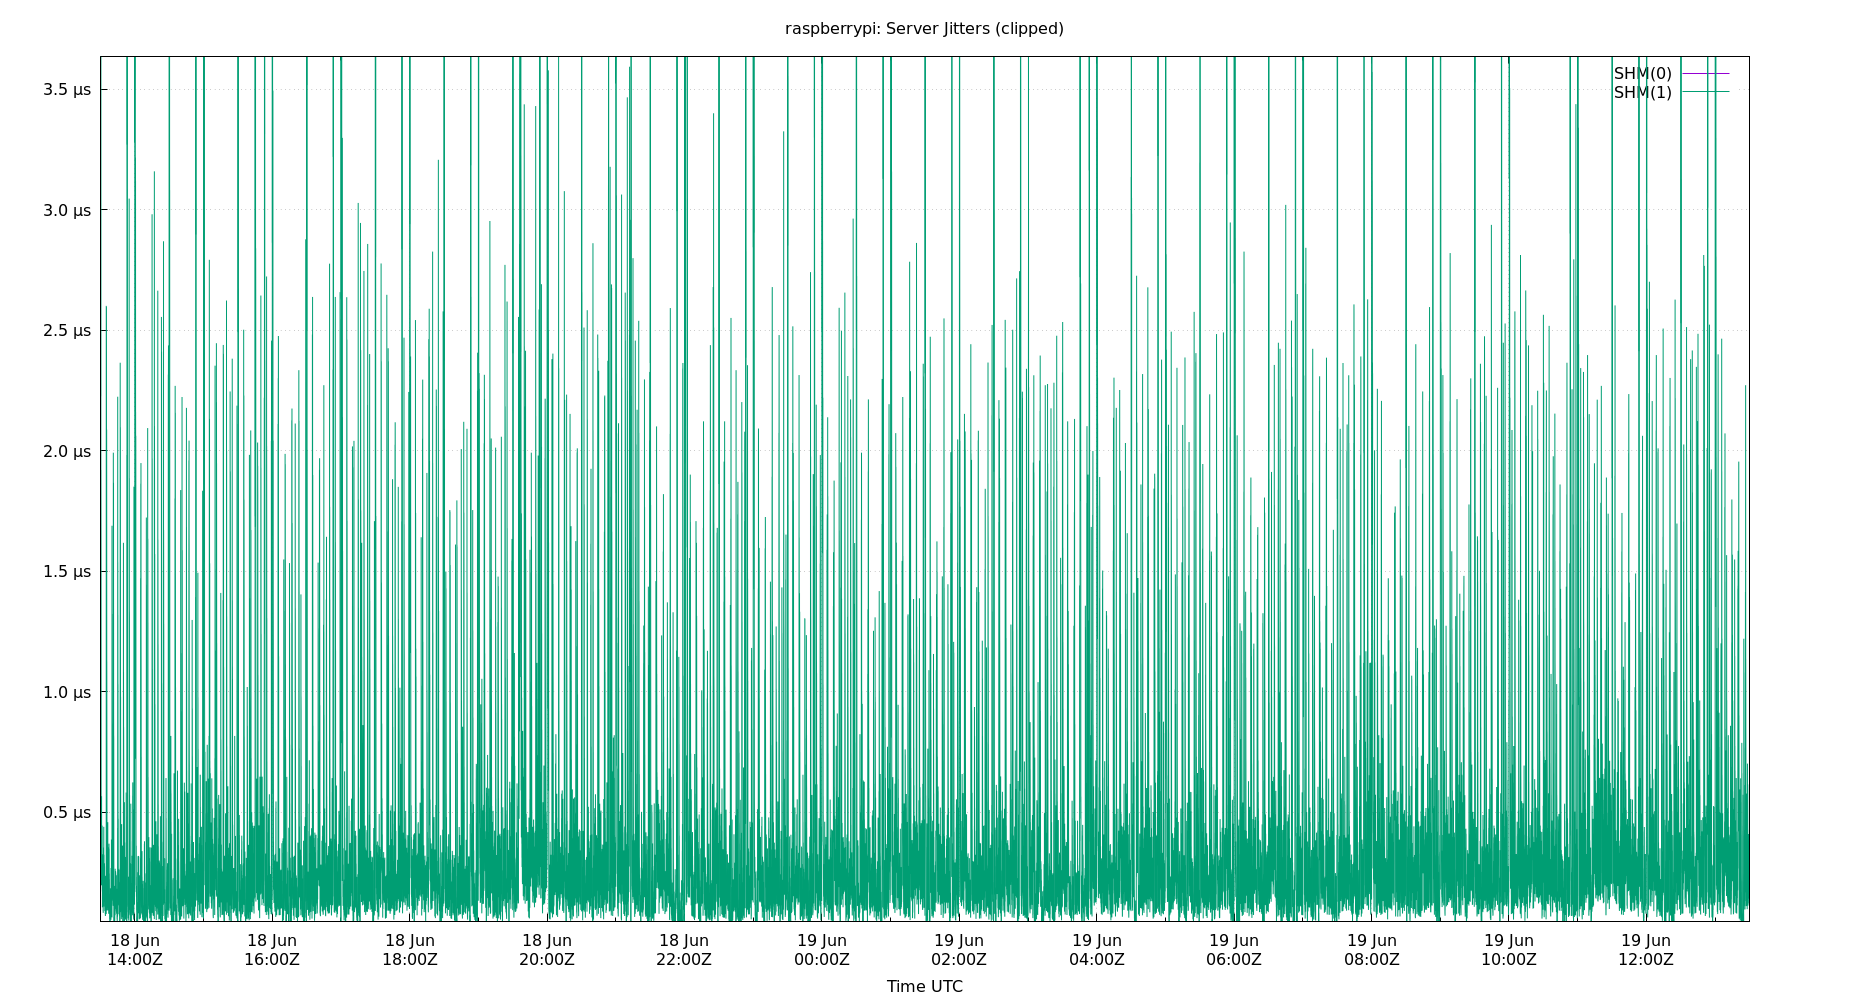 raspberrypi: Server Jitters (clipped)
SHM(0)
SHM(1)
3.5 µs
3.0 µs
2.5 µs
2.0 µs
1.5 µs
1.0 µs
0.5 µs
18 Jun 18 Jun 18 Jun 18 Jun 18 Jun 19 Jun 19 Jun 19 Jun 19 Jun 19 Jun 19 Jun 19 Jun
14:00Z 16:00Z 18:00Z 20:00Z 22:00Z 00:00Z 02:00Z 04:00Z 06:00Z 08:00Z 10:00Z 12:00Z
Time UTC